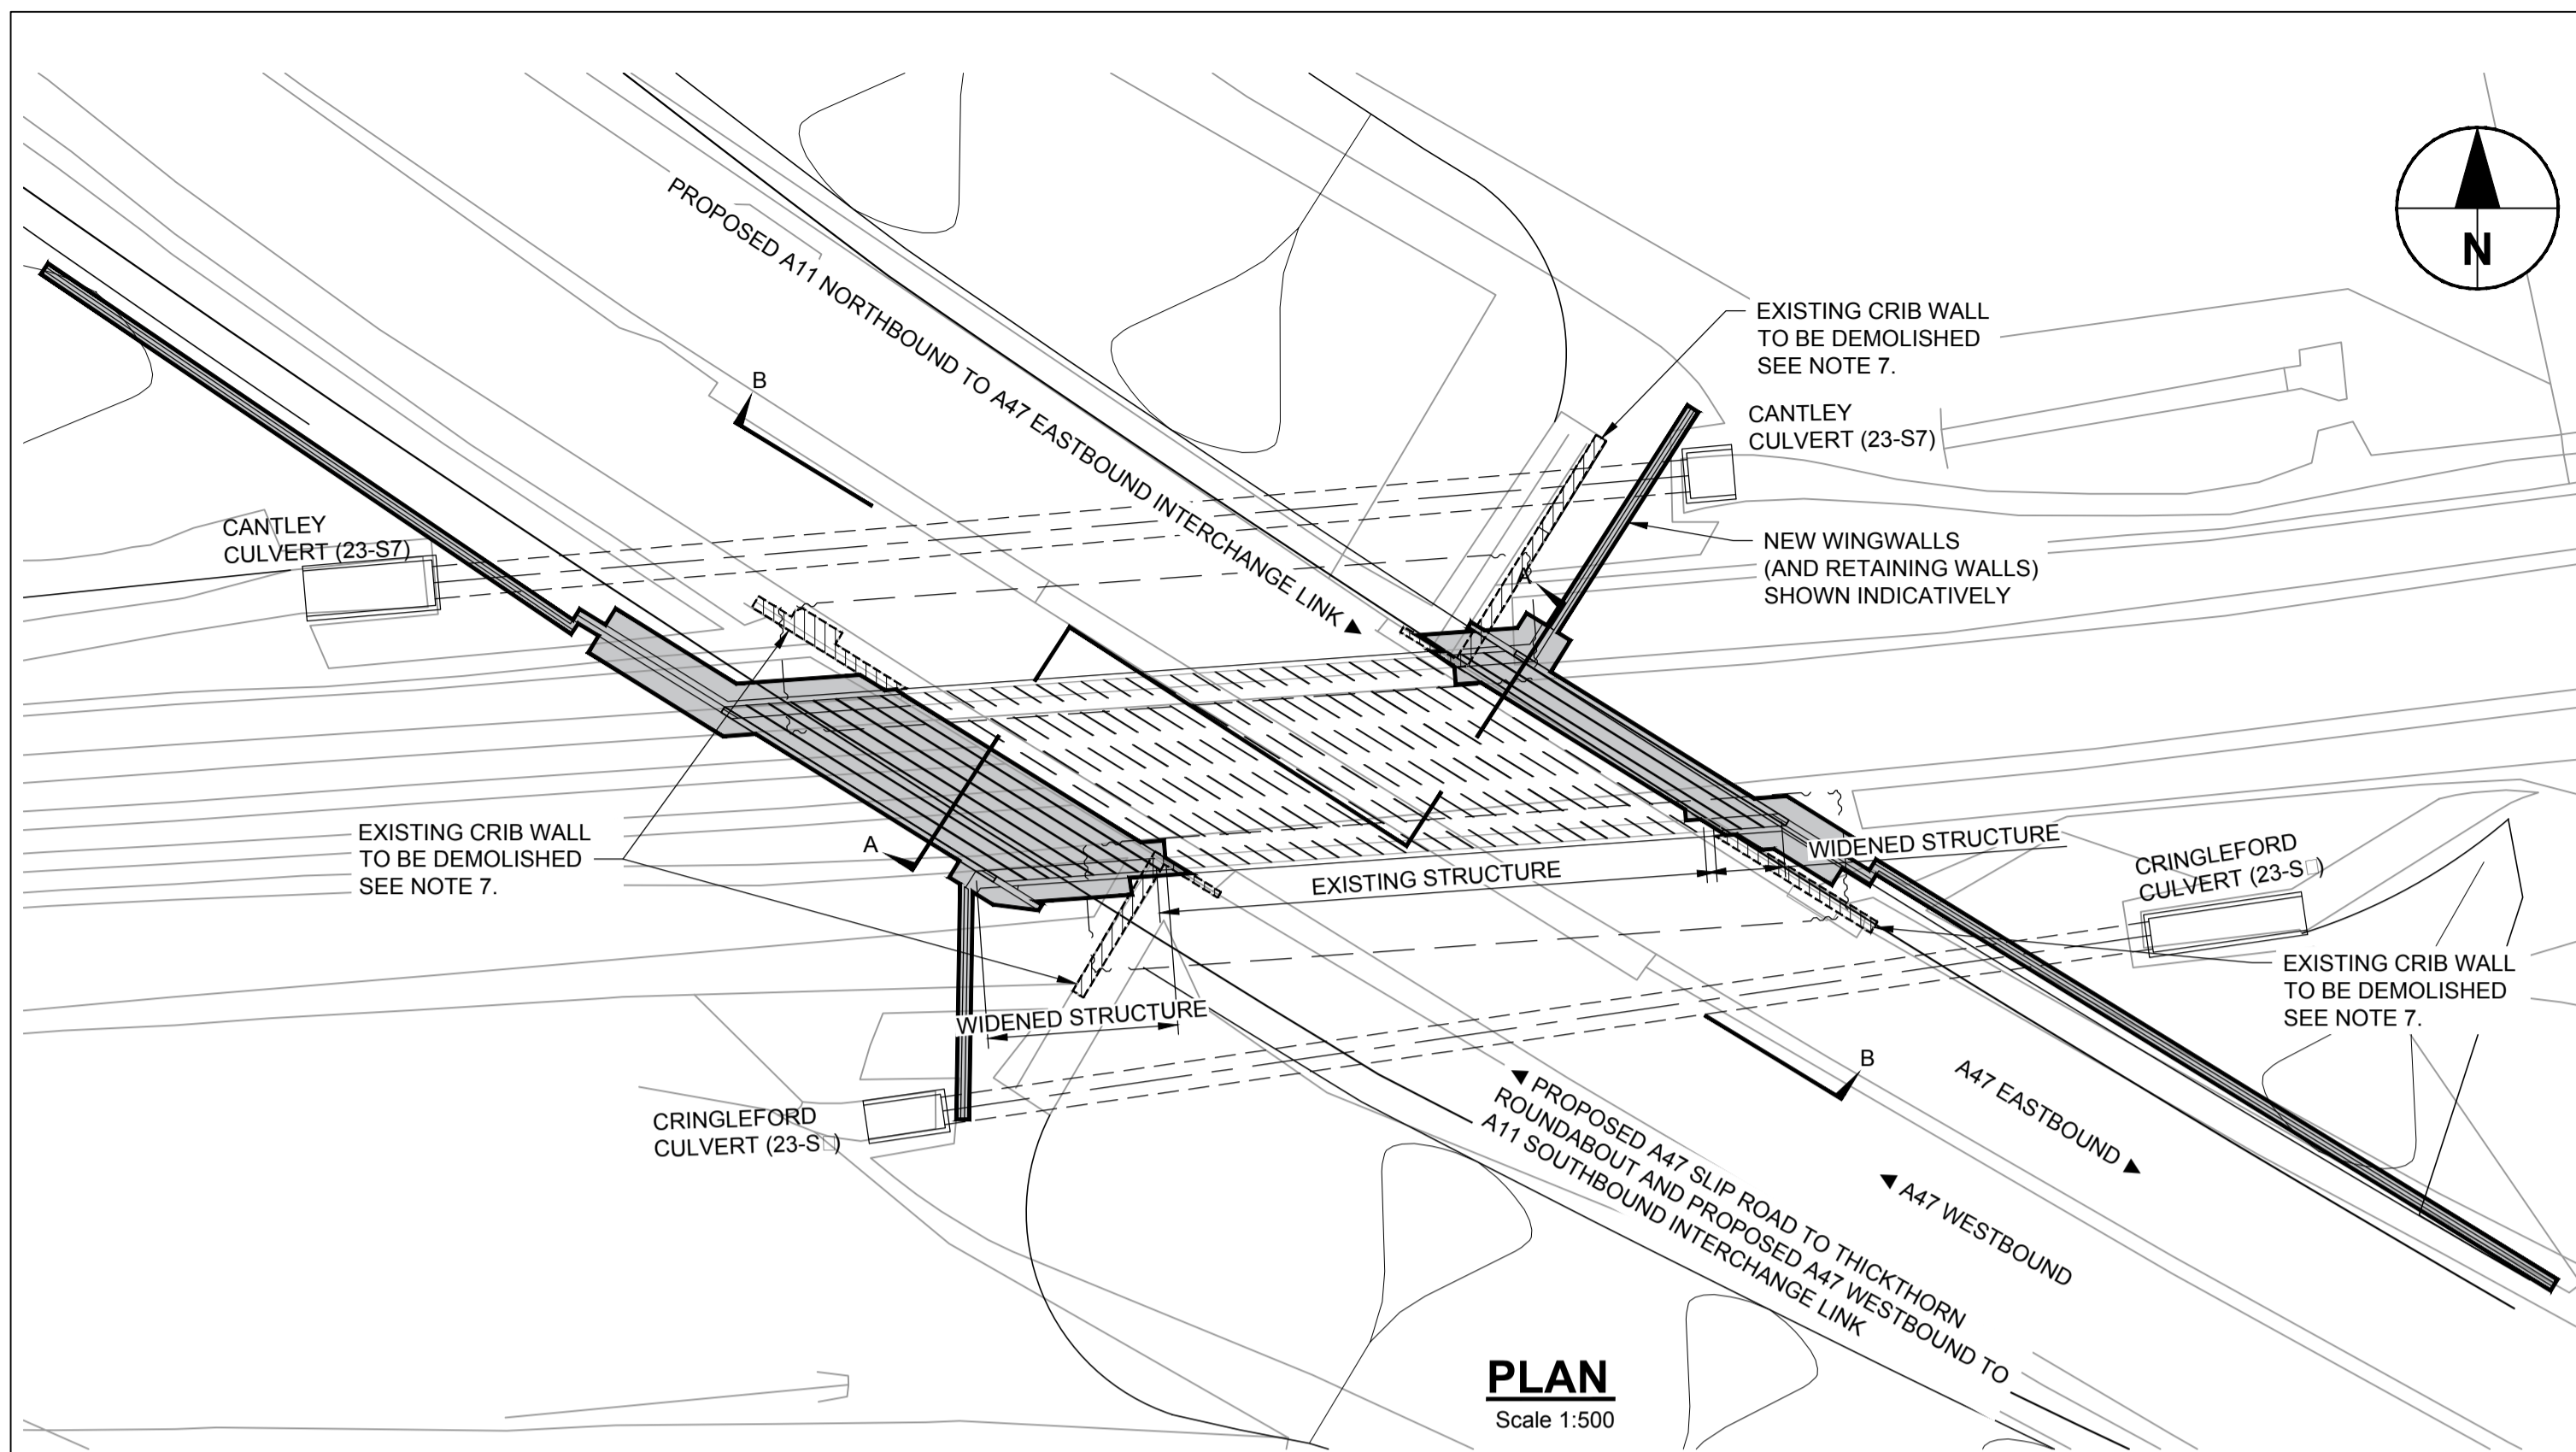 PROPOSED A11 NORTHBOUND TO A47 EASTBOUND INTERCHANGE LINK
N
EXISTING CRIB WALL
TO BE DEMOLISHED
SEE NOTE 7.
B
CANTLEY
CULVERT (23-S7)
CANTLEY
CULVERT (23-S7)
NEW WINGWALLS
(AND RETAINING WALLS)
SHOWN INDICATIVELY
A
EXISTING CRIB WALL
TO BE DEMOLISHED
SEE NOTE 7.
A
WIDENED STRUCTURE
EXISTING STRUCTURE
CRINGLEFORD
CULVERT (23-S□)
EXISTING CRIB WALL
TO BE DEMOLISHED
SEE NOTE 7.
WIDENED STRUCTURE
B
CRINGLEFORD
CULVERT (23-S□)
A47 EASTBOUND
A47 WESTBOUND
PROPOSED A47 SLIP ROAD TO THICKTHORN
ROUNDABOUT AND PROPOSED A47 WESTBOUND TO
A11 SOUTHBOUND INTERCHANGE LINK
PLAN
Scale 1:500